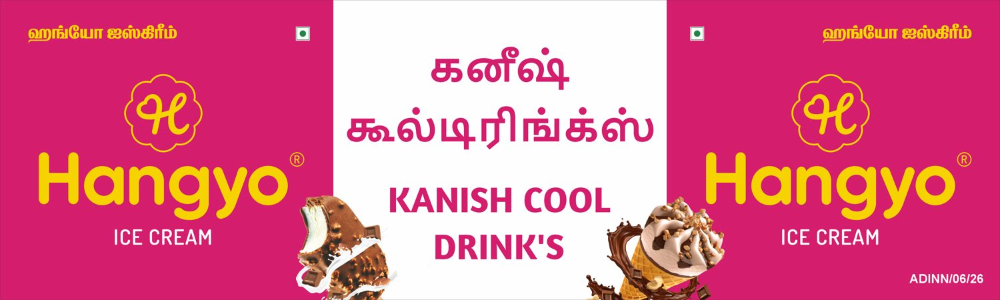 ஹங்யோ ஐஸ்கிரீம்
H
Hangyo®
ICE CREAM
கனீஷ்
கூல்டிரிங்க்ஸ்
KANISH COOL
DRINK'S
ஹங்யோ ஐஸ்கிரீம்
H
Hangyo®
ICE CREAM
ADINN/06/26